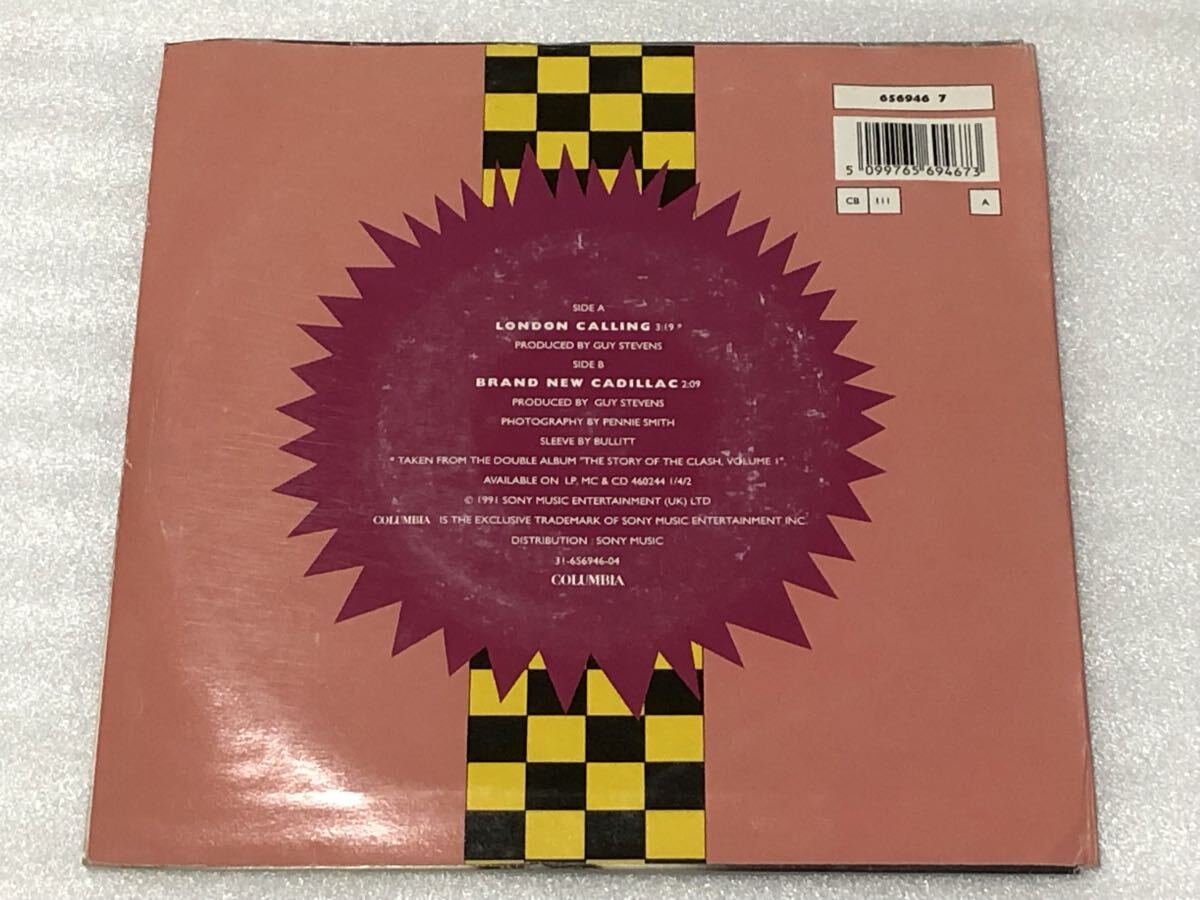 656946 7
5 099765 694673
CB III A
SIDE A
LONDON CALLING 3:19 *
PRODUCED BY GUY STEVENS
SIDE B
BRAND NEW CADILLAC 2:09
PRODUCED BY GUY STEVENS
PHOTOGRAPHY BY PENNIE SMITH
SLEEVE BY BULLITT
* TAKEN FROM THE DOUBLE ALBUM "THE STORY OF THE CLASH, VOLUME 1".
AVAILABLE ON LP, MC & CD 460244 1/4/2
© 1991 SONY MUSIC ENTERTAINMENT (UK) LTD
COLUMBIA IS THE EXCLUSIVE TRADEMARK OF SONY MUSIC ENTERTAINMENT INC.
DISTRIBUTION : SONY MUSIC
31-656946-04
COLUMBIA